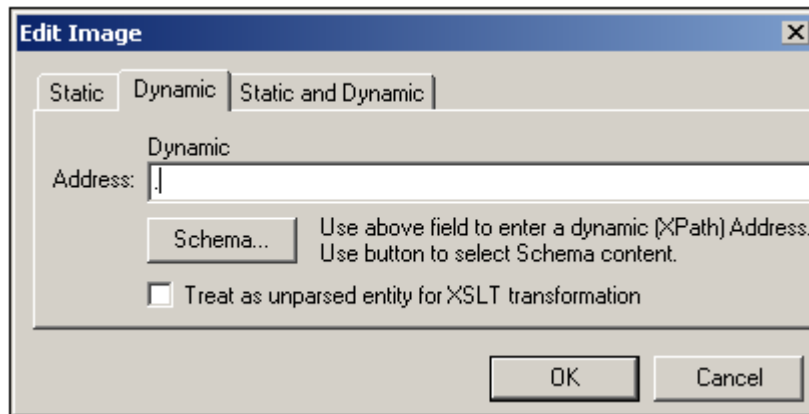 Edit Image
Static Dynamic Static and Dynamic
Dynamic
Address: .
Schema... Use above field to enter a dynamic (XPath) Address.
Use button to select Schema content.
Treat as unparsed entity for XSLT transformation
OK Cancel